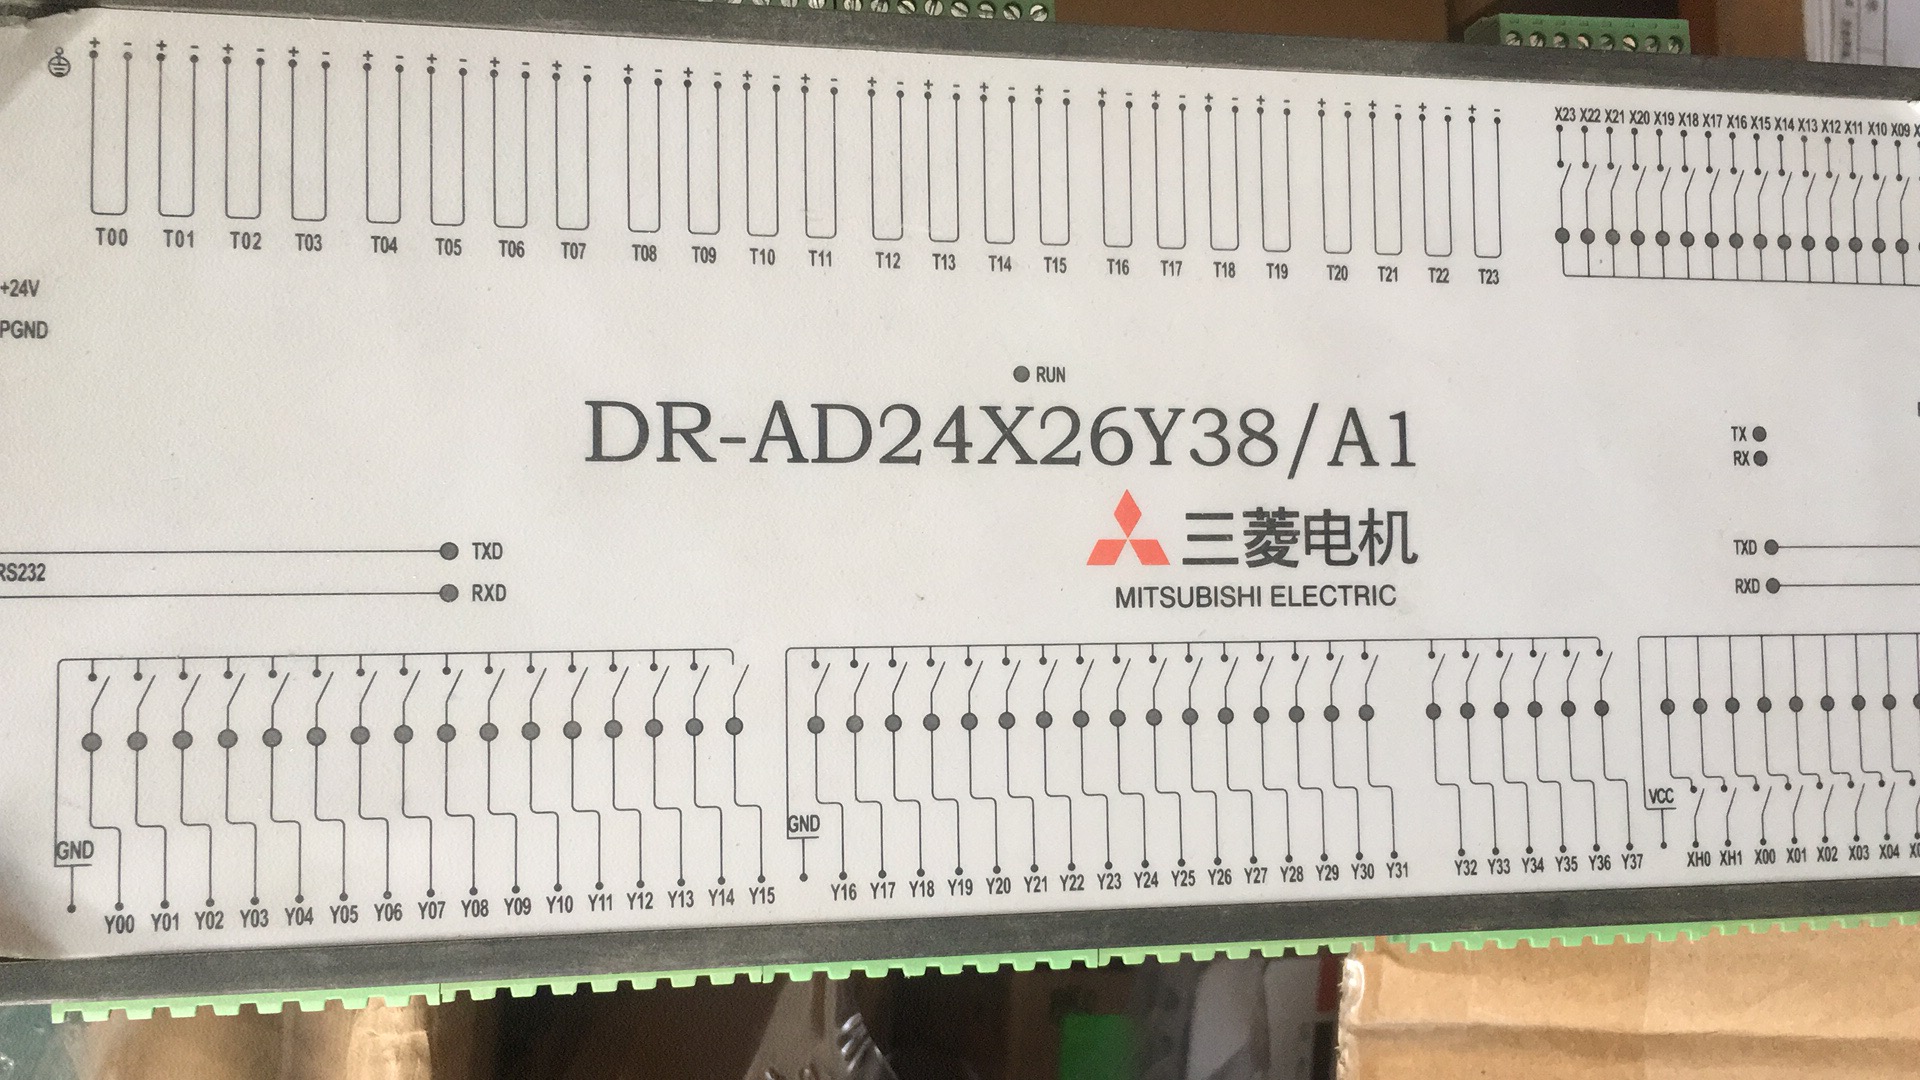 + - + - + - + - + - + - + - + - + - + - + - + - + - + - + - + - + - + - + - + - + - + - + - + -
X23 X22 X21 X20 X19 X18 X17 X16 X15 X14 X13 X12 X11 X10 X09
T00 T01 T02 T03 T04 T05 T06 T07 T08 T09 T10 T11 T12 T13 T14 T15 T16 T17 T18 T19 T20 T21 T22 T23
+24V
PGND
RUN
DR-AD24X26Y38/A1
TX
RX
三菱电机
MITSUBISHI ELECTRIC
TXD
RS232
RXD
TXD
RXD
GND
GND
VCC
Y00 Y01 Y02 Y03 Y04 Y05 Y06 Y07 Y08 Y09 Y10 Y11 Y12 Y13 Y14 Y15 Y16 Y17 Y18 Y19 Y20 Y21 Y22 Y23 Y24 Y25 Y26 Y27 Y28 Y29 Y30 Y31 Y32 Y33 Y34 Y35 Y36 Y37 XH0 XH1 X00 X01 X02 X03 X04